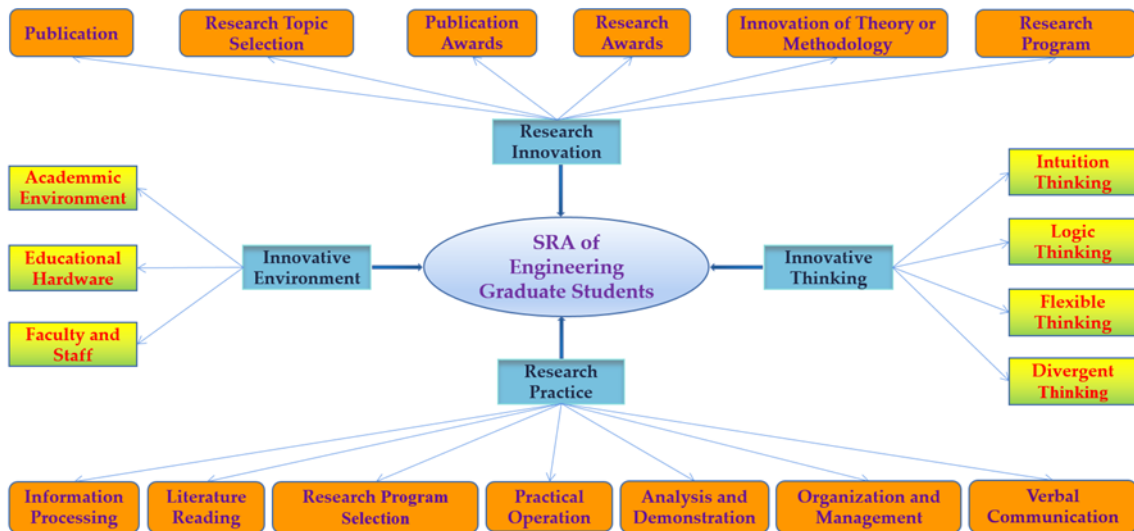 Publication
Research Topic
Selection
Publication
Awards
Research
Awards
Innovation of Theory or
Methodology
Research
Program
Research
Innovation
Academmic
Environment
Educational
Hardware
Faculty and
Staff
Innovative
Environment
SRA of
Engineering
Graduate Students
Innovative
Thinking
Intuition
Thinking
Logic
Thinking
Flexible
Thinking
Divergent
Thinking
Research
Practice
Information
Processing
Literature
Reading
Research Program
Selection
Practical
Operation
Analysis and
Demonstration
Organization and
Management
Verbal
Communication